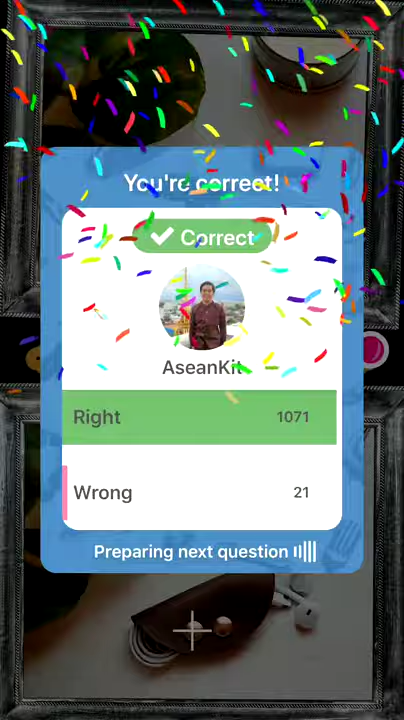 You're correct!
Correct
AseanKit
Right 1071
Wrong 21
Preparing next question